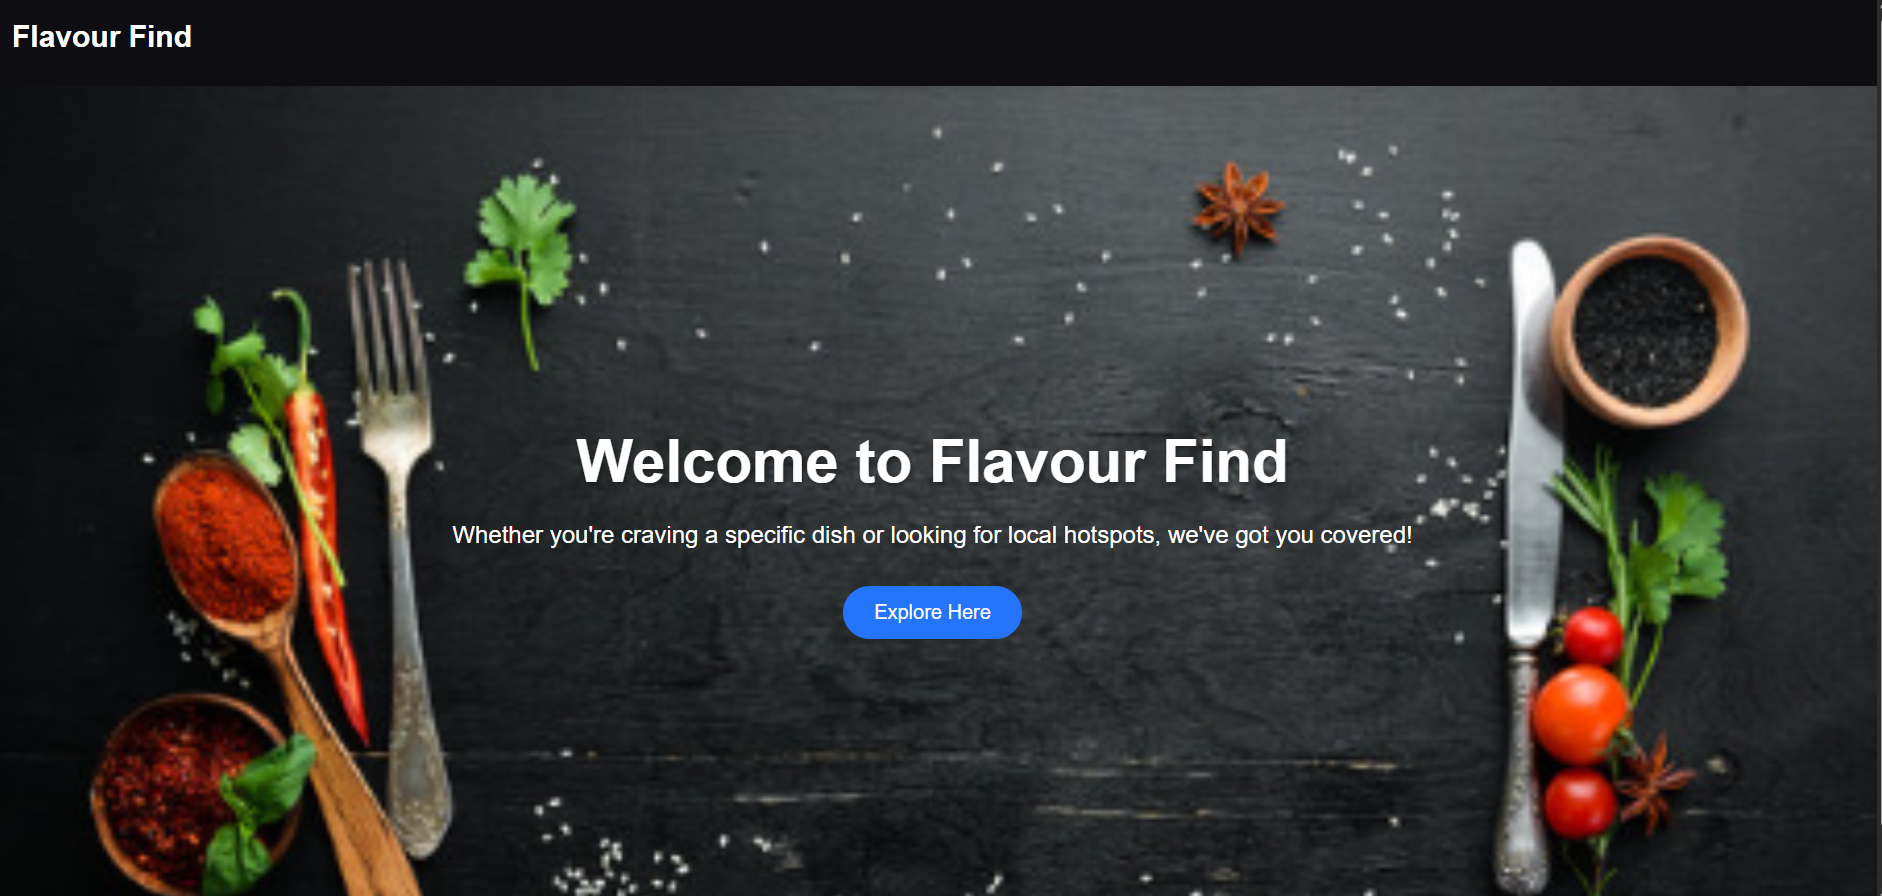 Flavour Find
Welcome to Flavour Find
Whether you're craving a specific dish or looking for local hotspots, we've got you covered!
Explore Here